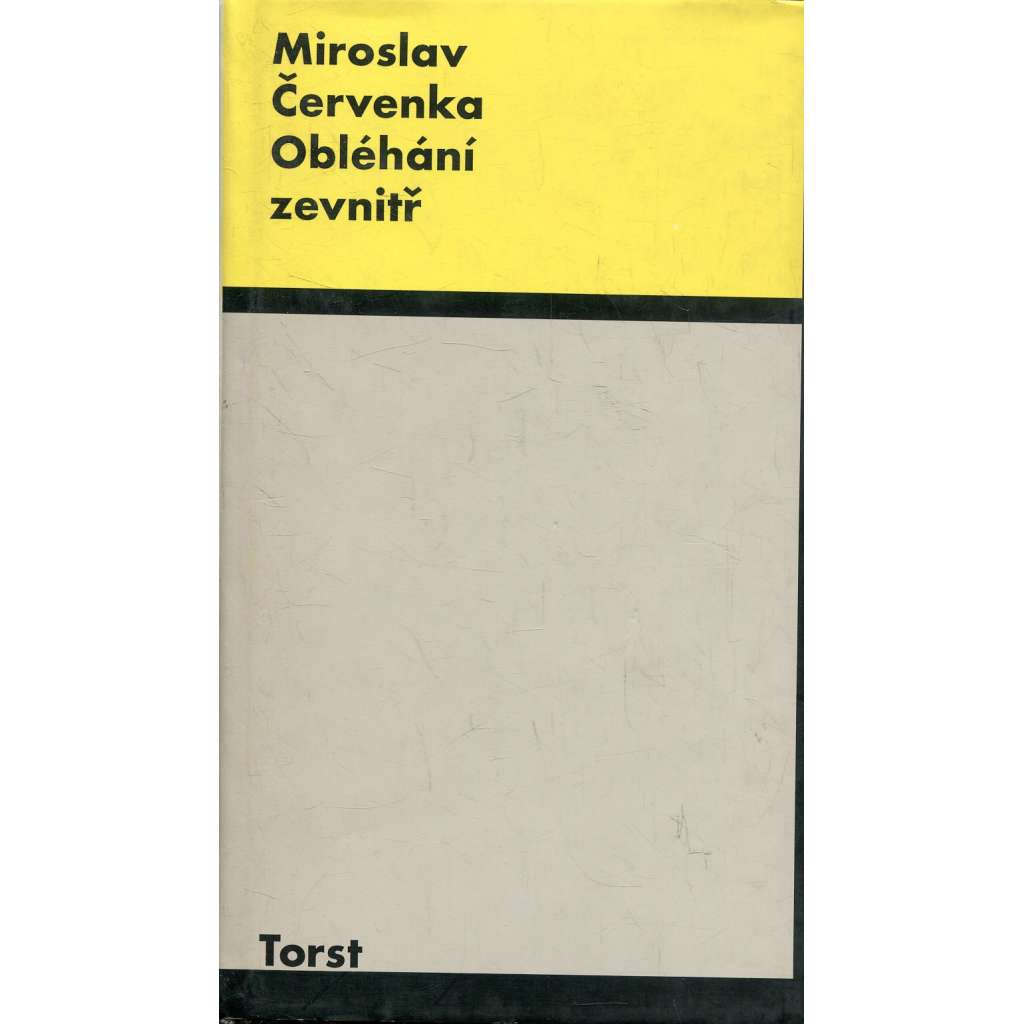 Miroslav
Červenka
Obléhání
zevnitř
Torst